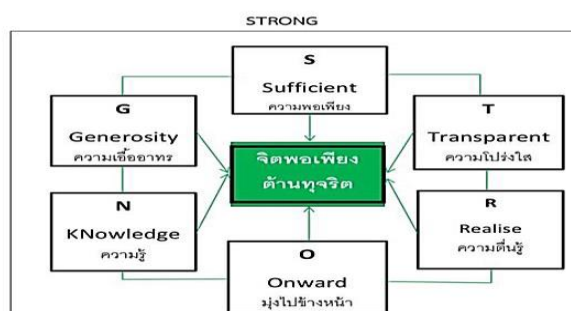 STRONG
S
Sufficient
ความพอเพียง
T
Transparent
ความโปร่งใส
R
Realise
ความตื่นรู้
O
Onward
มุ่งไปข้างหน้า
N
KNowledge
ความรู้
G
Generosity
ความเอื้ออาทร
จิตพอเพียง
ต้านทุจริต